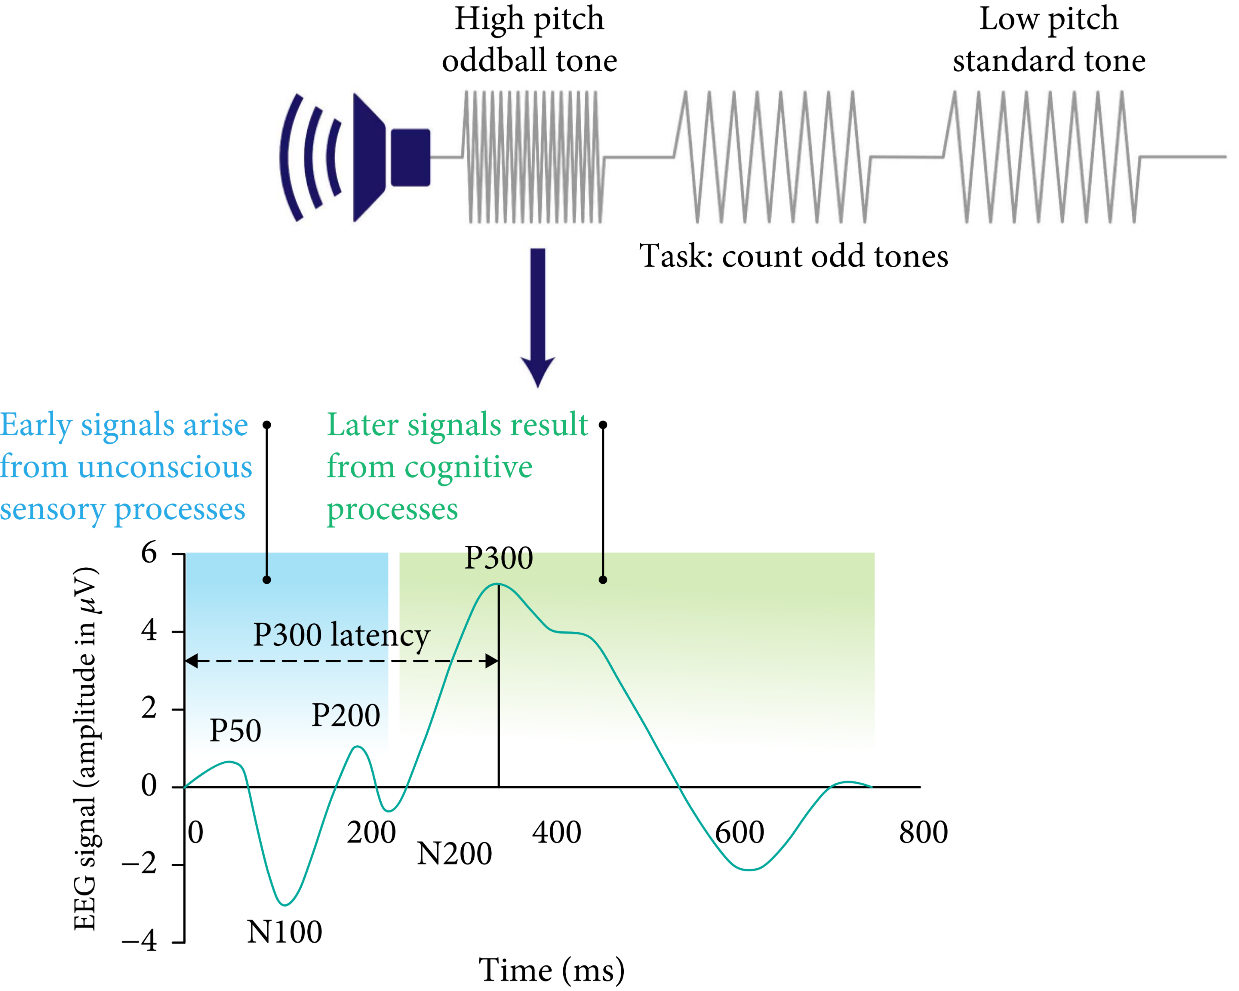 High pitch
oddball tone
Low pitch
standard tone
Task: count odd tones
Early signals arise
from unconscious
sensory processes
Later signals result
from cognitive
processes
EEG signal (amplitude in μV)
6
4
2
0
−2
−4
P300
P300 latency
P50
P200
N100
N200
0
200
400
600
800
Time (ms)